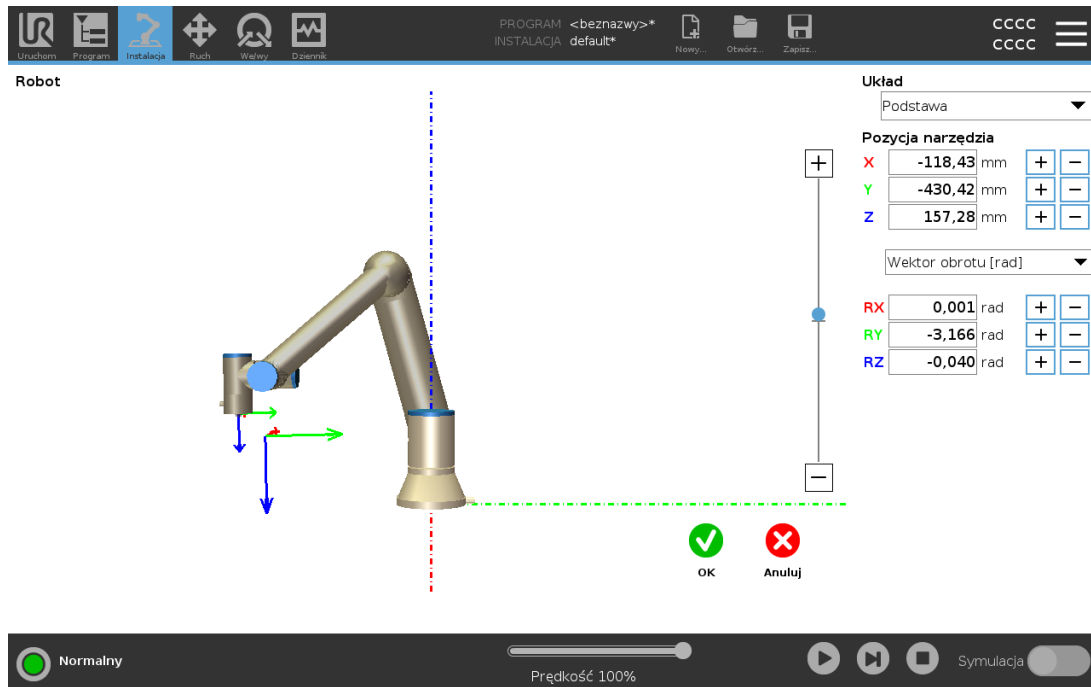 PROGRAM <beznazwy>*
INSTALACJA default*
CCCC
CCCC
Uruchom Program Instalacja Ruch We/wy Dziennik
Nowy... Otwórz... Zapisz...
Robot
Układ
Podstawa
Pozycja narzędzia
X -118,43 mm + −
Y -430,42 mm + −
Z 157,28 mm + −
Wektor obrotu [rad]
RX 0,001 rad + −
RY -3,166 rad + −
RZ -0,040 rad + −
OK Anuluj
Normalny
Prędkość 100%
Symulacja